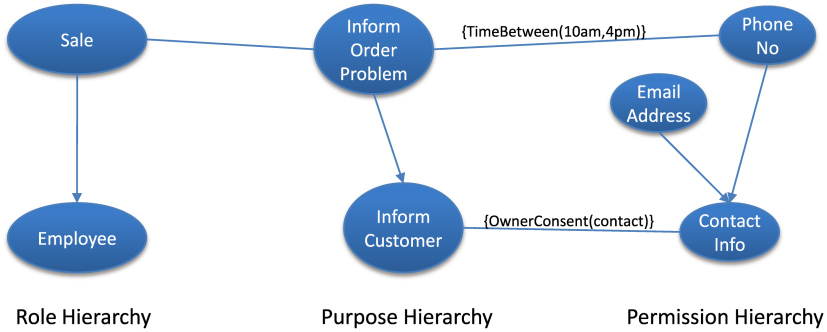 Sale
Inform
Order
Problem
{TimeBetween(10am,4pm)}
Phone
No
Email
Address
Employee
Inform
Customer
{OwnerConsent(contact)}
Contact
Info
Role Hierarchy
Purpose Hierarchy
Permission Hierarchy